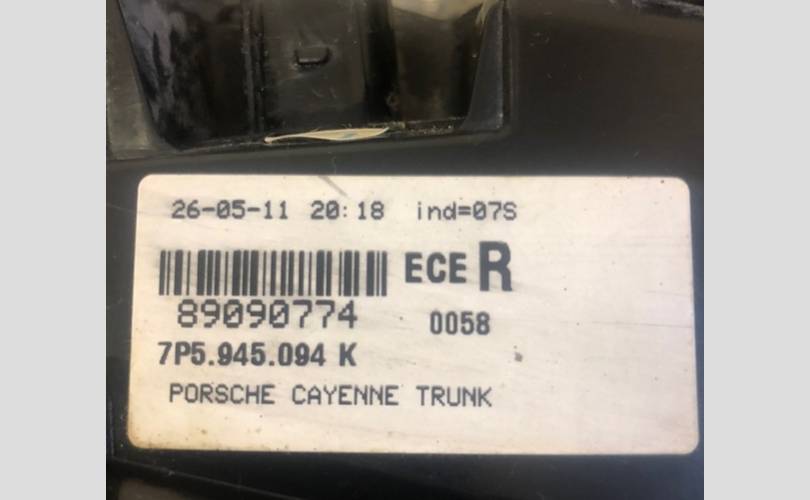 26-05-11 20:18 ind=07S
ECE R
89090774 0058
7P5.945.094 K
PORSCHE CAYENNE TRUNK